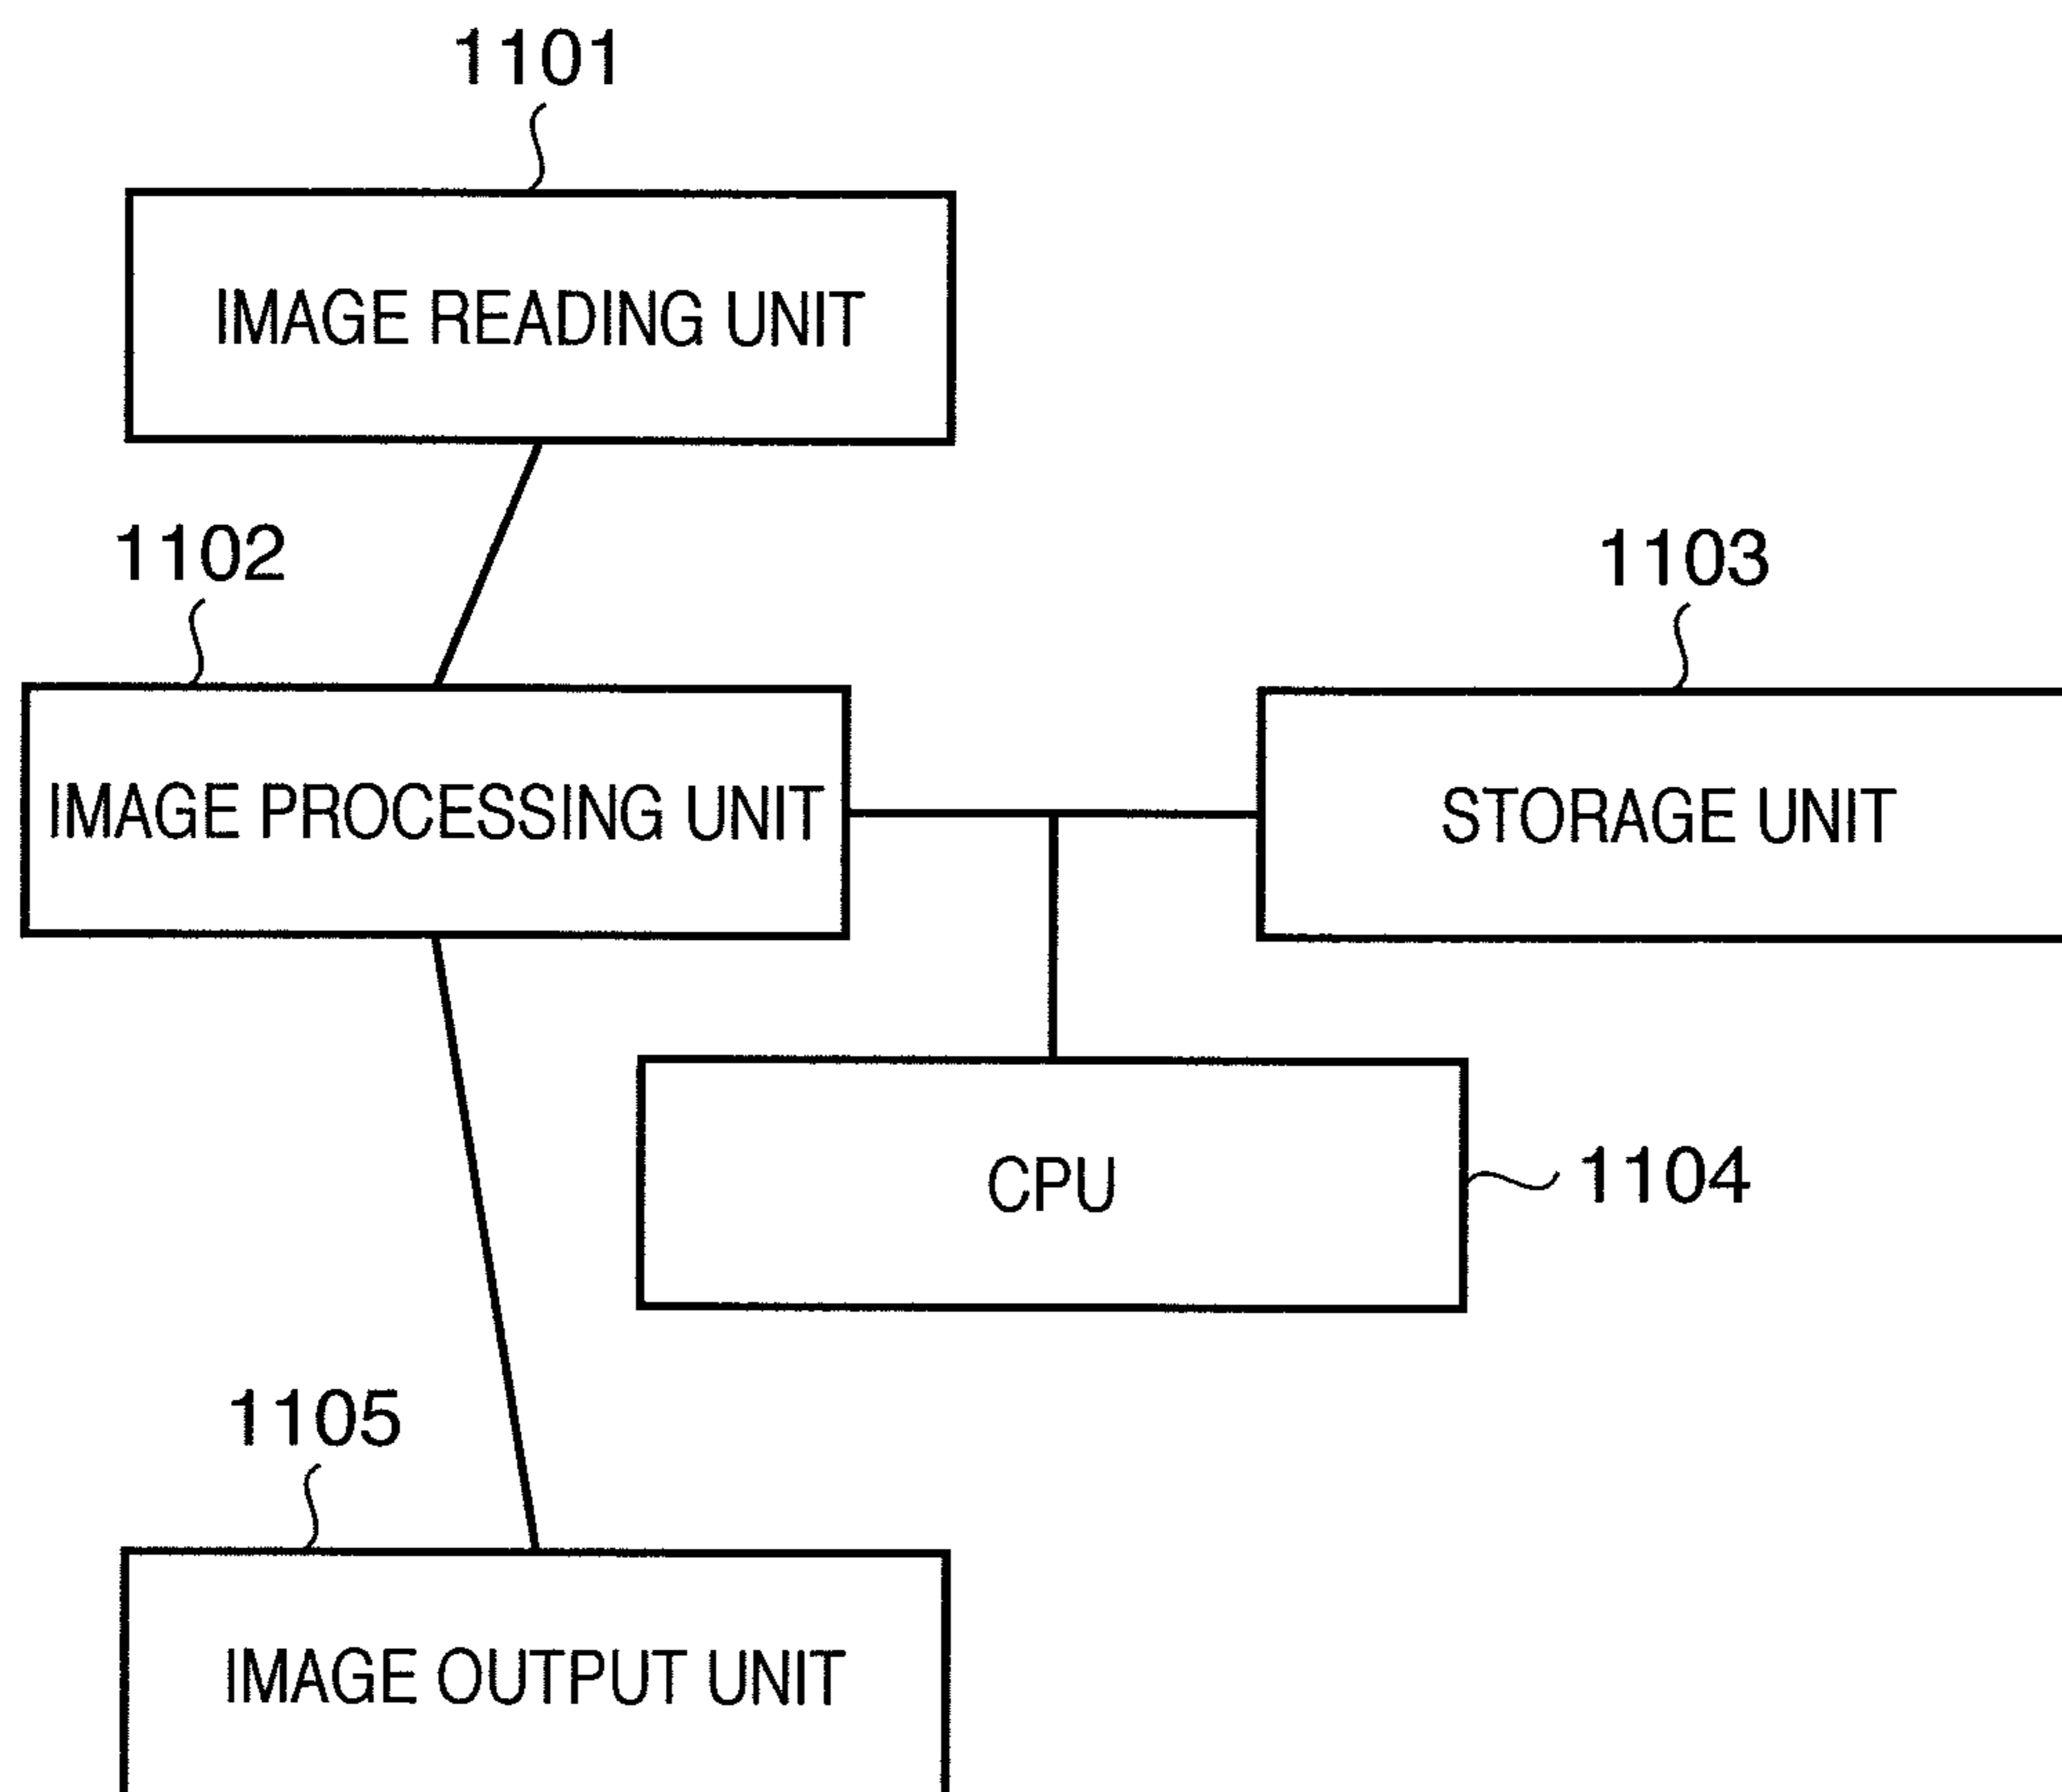 1101
IMAGE READING UNIT
1102
1103
IMAGE PROCESSING UNIT
STORAGE UNIT
CPU
1104
1105
IMAGE OUTPUT UNIT